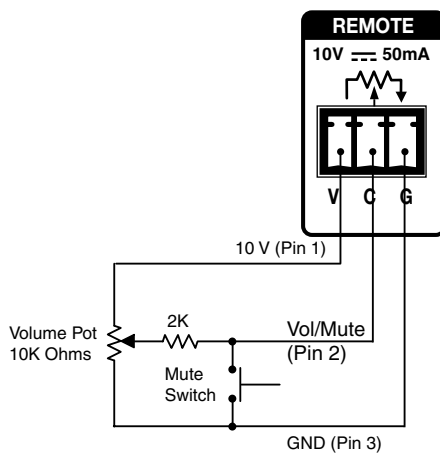 REMOTE
10V 50mA
V C G
10 V (Pin 1)
2K
Volume Pot
10K Ohms
Vol/Mute
(Pin 2)
Mute
Switch
GND (Pin 3)